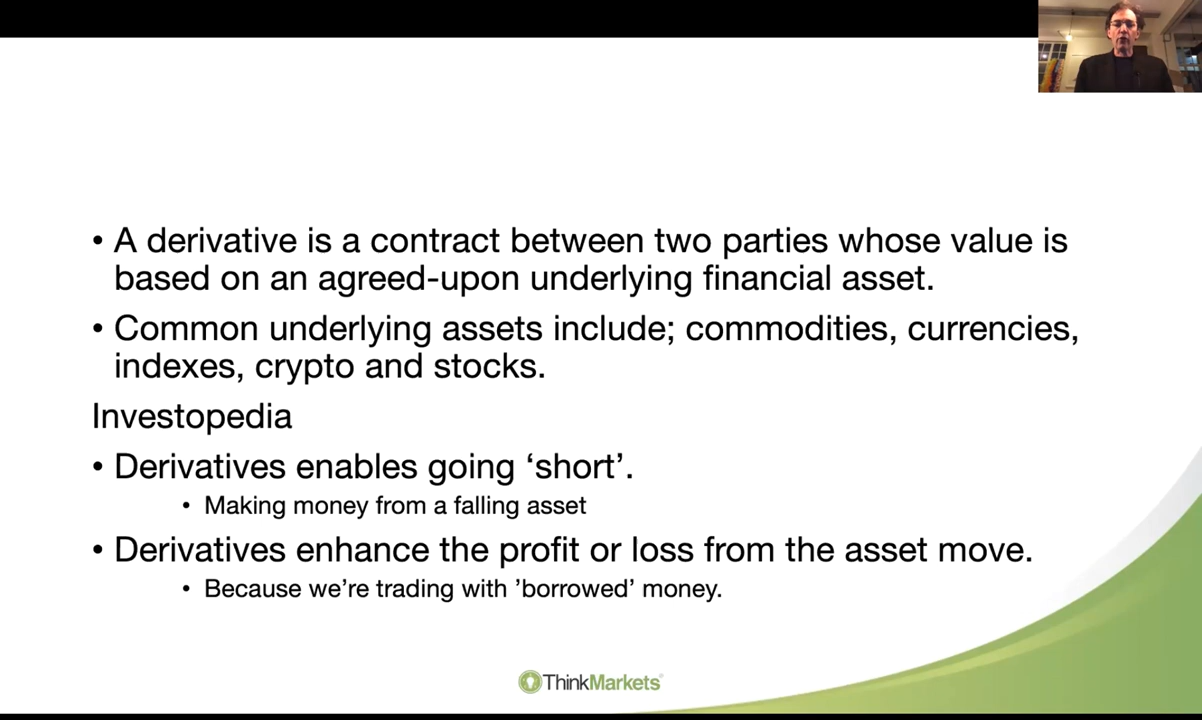 • A derivative is a contract between two parties whose value is
based on an agreed-upon underlying financial asset.
• Common underlying assets include; commodities, currencies,
indexes, crypto and stocks.
Investopedia
• Derivatives enables going ‘short’.
• Making money from a falling asset
• Derivatives enhance the profit or loss from the asset move.
• Because we’re trading with ’borrowed’ money.
ThinkMarkets